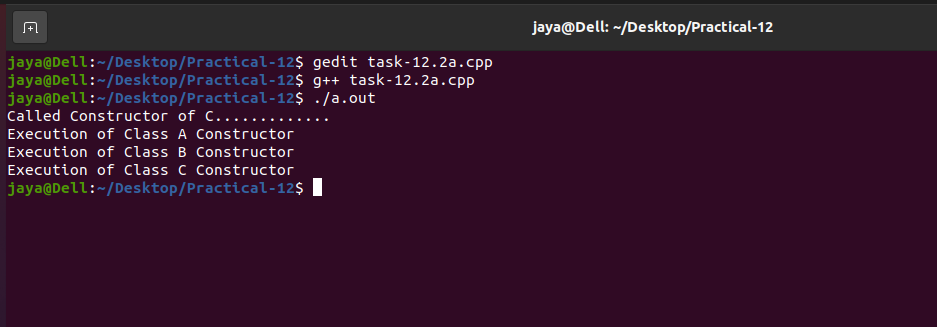 jaya@Dell: ~/Desktop/Practical-12
jaya@Dell:~/Desktop/Practical-12$ gedit task-12.2a.cpp
jaya@Dell:~/Desktop/Practical-12$ g++ task-12.2a.cpp
jaya@Dell:~/Desktop/Practical-12$ ./a.out
Called Constructor of C.............
Execution of Class A Constructor
Execution of Class B Constructor
Execution of Class C Constructor
jaya@Dell:~/Desktop/Practical-12$